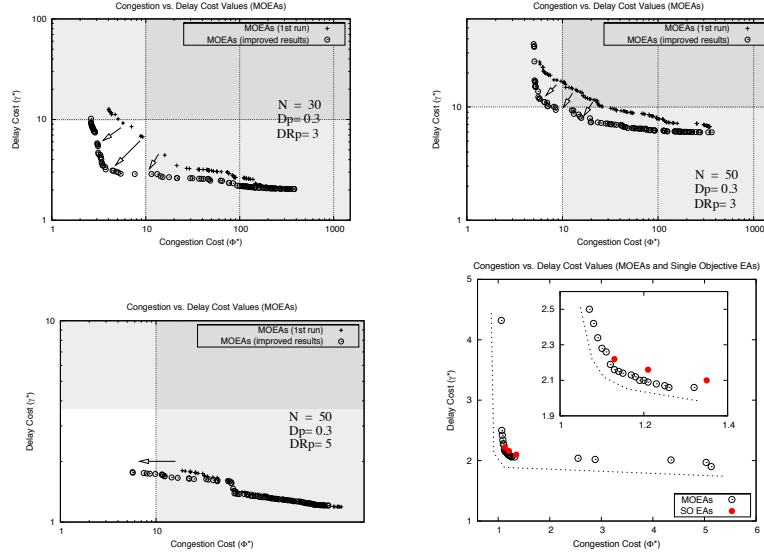 Congestion vs. Delay Cost Values (MOEAs)
MOEAs (1st run)
MOEAs (improved results)
100
10
1
Delay Cost (γ*)
N = 30
Dp= 0.3
DRp= 3
1
10
100
1000
Congestion Cost (Φ*)
Congestion vs. Delay Cost Values (MOEAs)
MOEAs (1st run)
MOEAs (improved results)
100
10
1
Delay Cost (γ*)
N = 50
Dp= 0.3
DRp= 3
1
10
100
1000
Congestion Cost (Φ*)
Congestion vs. Delay Cost Values (MOEAs)
MOEAs (1st run)
MOEAs (improved results)
10
1
Delay Cost (γ*)
N = 50
Dp= 0.3
DRp= 5
1
10
Congestion Cost (Φ*)
Congestion vs. Delay Cost Values (MOEAs and Single Objective EAs)
5
4
3
2
1
Delay Cost (γ*)
2.5
2.3
2.1
1.9
1
1.2
1.4
MOEAs
SO EAs
1
2
3
4
5
Congestion Cost (Φ*)